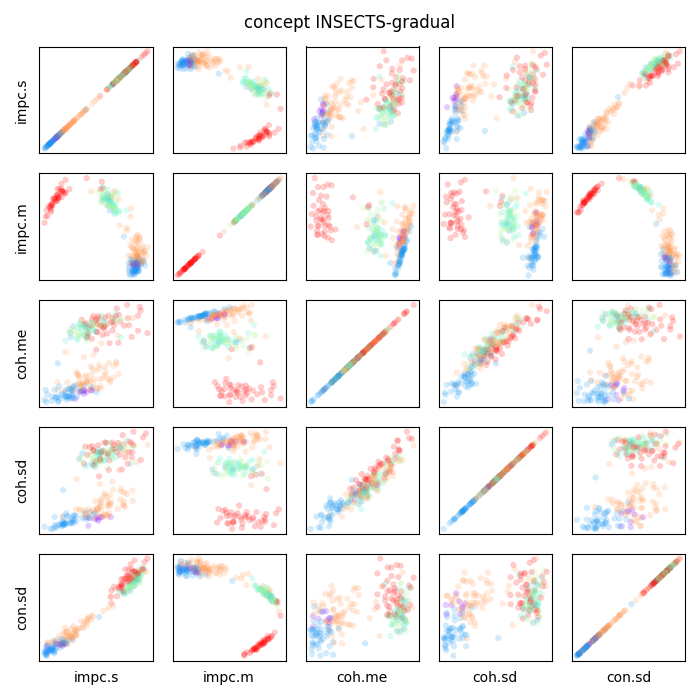 concept INSECTS-gradual
impc.s
impc.m
coh.me
coh.sd
con.sd
impc.s
impc.m
coh.me
coh.sd
con.sd